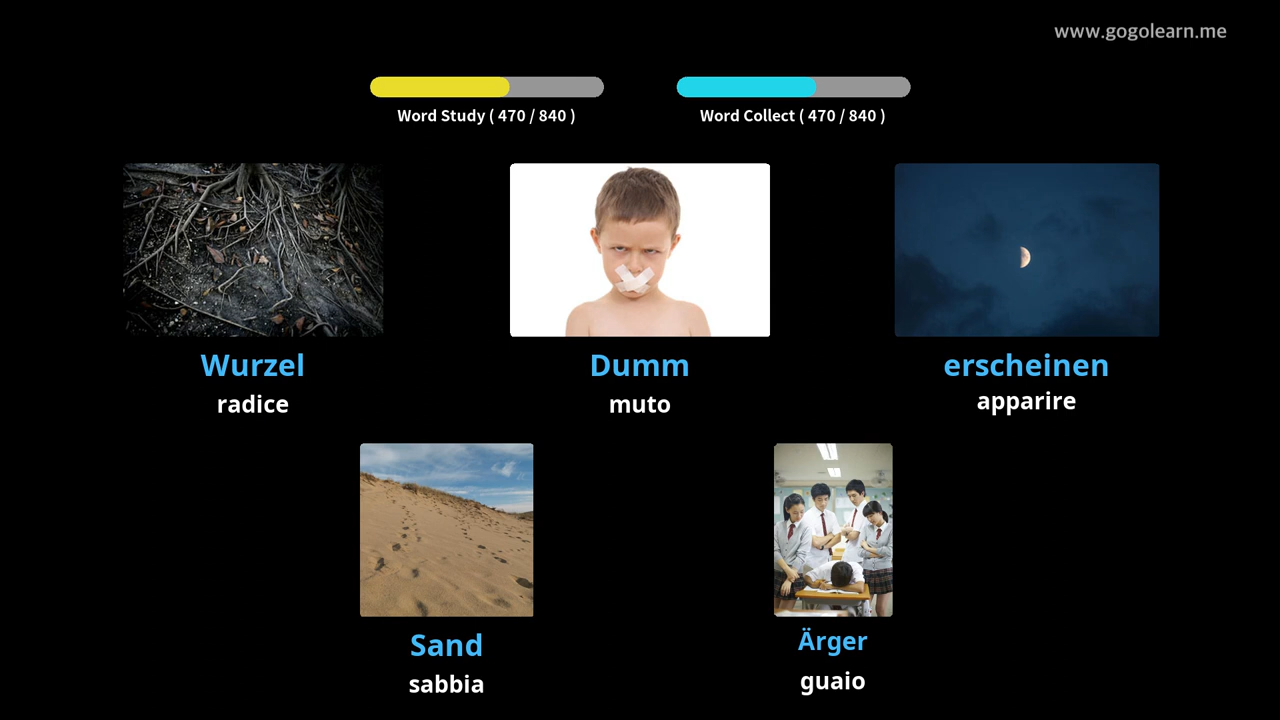 www.gogolearn.me
Word Study ( 470 / 840 )
Word Collect ( 470 / 840 )
Wurzel
radice
Dumm
muto
erscheinen
apparire
Sand
sabbia
Ärger
guaio